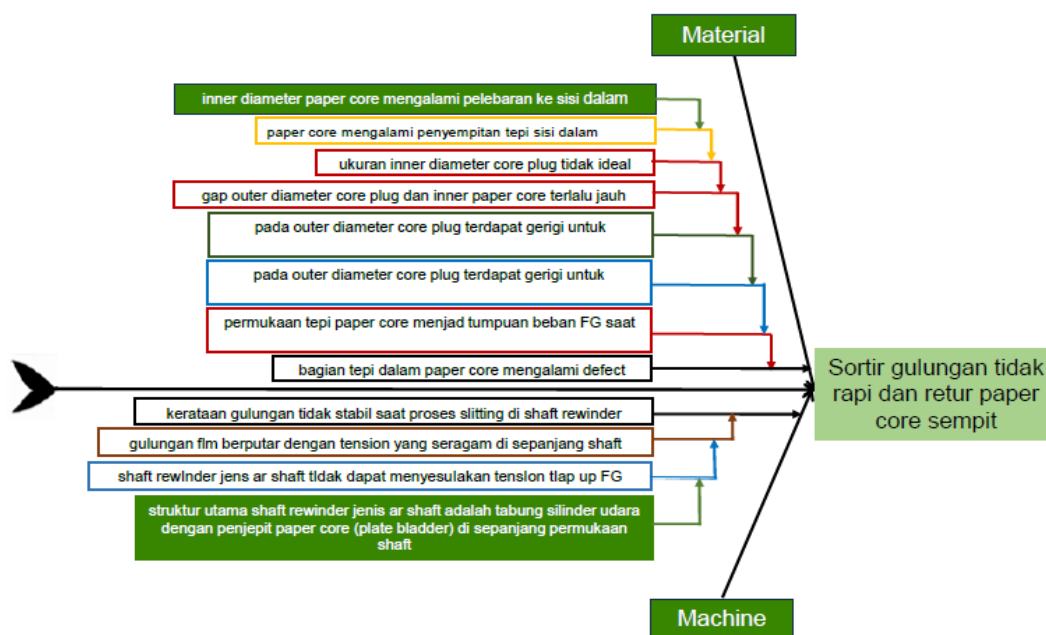 Material
inner diameter paper core mengalami pelebaran ke sisi dalam
paper core mengalami penyempitan tepi sisi dalam
ukuran inner diameter core plug tidak ideal
gap outer diameter core plug dan inner paper core terlalu jauh
pada outer diameter core plug terdapat gerigi untuk
pada outer diameter core plug terdapat gerigi untuk
permukaan tepi paper core menjad tumpuan beban FG saat
bagian tepi dalam paper core mengalami defect
Sortir gulungan tidak
rapi dan retur paper
core sempit
kerataan gulungan tidak stabil saat proses slitting di shaft rewinder
gulungan flm berputar dengan tension yang seragam di sepanjang shaft
shaft rewInder jens ar shaft tIdak dapat menyesulakan tensIon tIap up FG
struktur utama shaft rewinder jenis ar shaft adalah tabung silinder udara
dengan penjepit paper core (plate bladder) di sepanjang permukaan
shaft
Machine